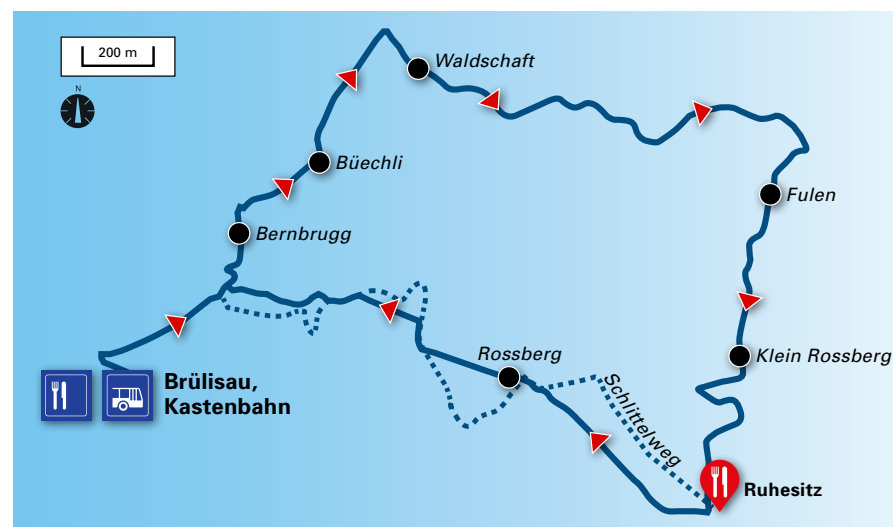 200 m
N
Waldschaft
Büechli
Fulen
Bernbrugg
Rossberg
Klein Rossberg
Brülisau,
Kastenbahn
Schlittelweg
Ruhesitz